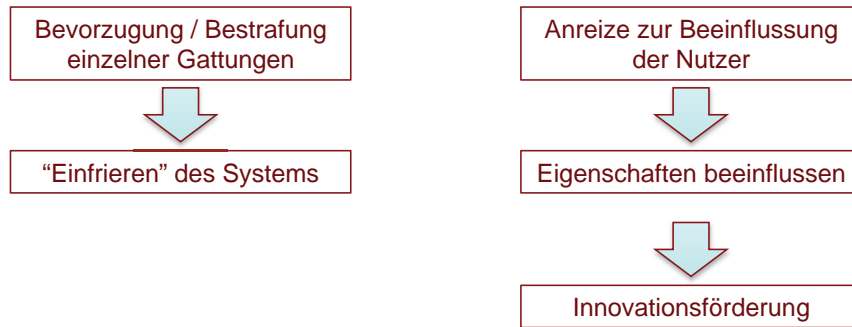 Bevorzugung / Bestrafung
einzelner Gattungen
“Einfrieren” des Systems
Anreize zur Beeinflussung
der Nutzer
Eigenschaften beeinflussen
Innovationsförderung